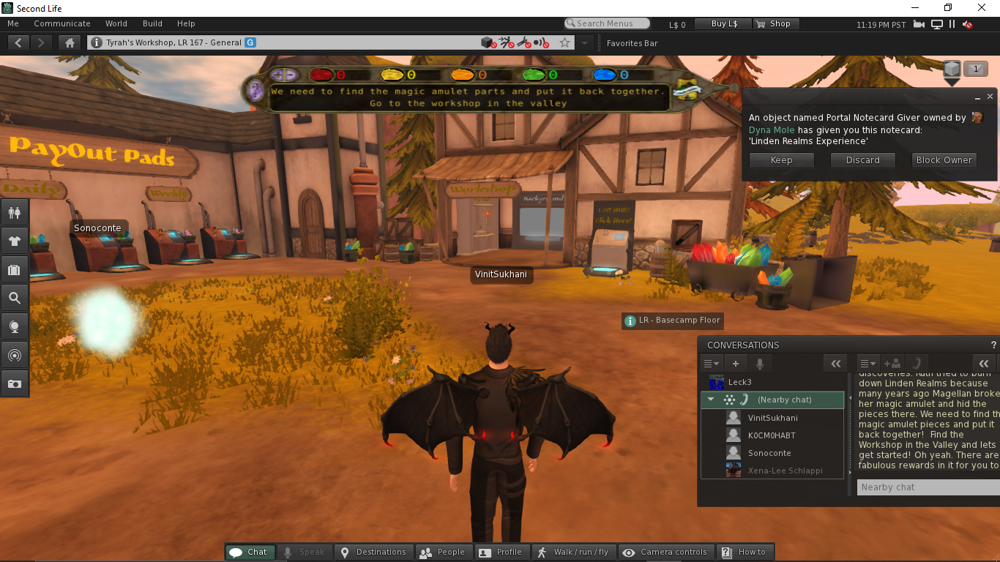 Second Life
Me Communicate World Build Help
Search Menus
L$ 0
Buy L$
Shop
11:19 PM PST
Tyrah's Workshop, LR 167 - General G
Favorites Bar
0 0 0 0 0
We need to find the magic amulet parts and put it back together.
Go to the workshop in the valley
1
An object named Portal Notecard Giver owned by
Dyna Mole has given you this notecard:
'Linden Realms Experience'
Keep Discard Block Owner
PayOut Pads
Daily
Weekly
Workshop
Background
Lost HUD?
Click Here!
Sonoconte
VinitSukhani
LR - Basecamp Floor
CONVERSATIONS
?
Leck3
(Nearby chat)
VinitSukhani
K0CM0HABT
Sonoconte
Xena-Lee Schlappi
down Linden Realms because
many years ago Magellan broke
her magic amulet and hid the
pieces there. We need to find th
magic amulet pieces and put it
back together! Find the
Workshop in the Valley and lets
get started! Oh yeah. There are
fabulous rewards in it for you to
Nearby chat
Chat
Speak
Destinations
People
Profile
Walk / run / fly
Camera controls
How to